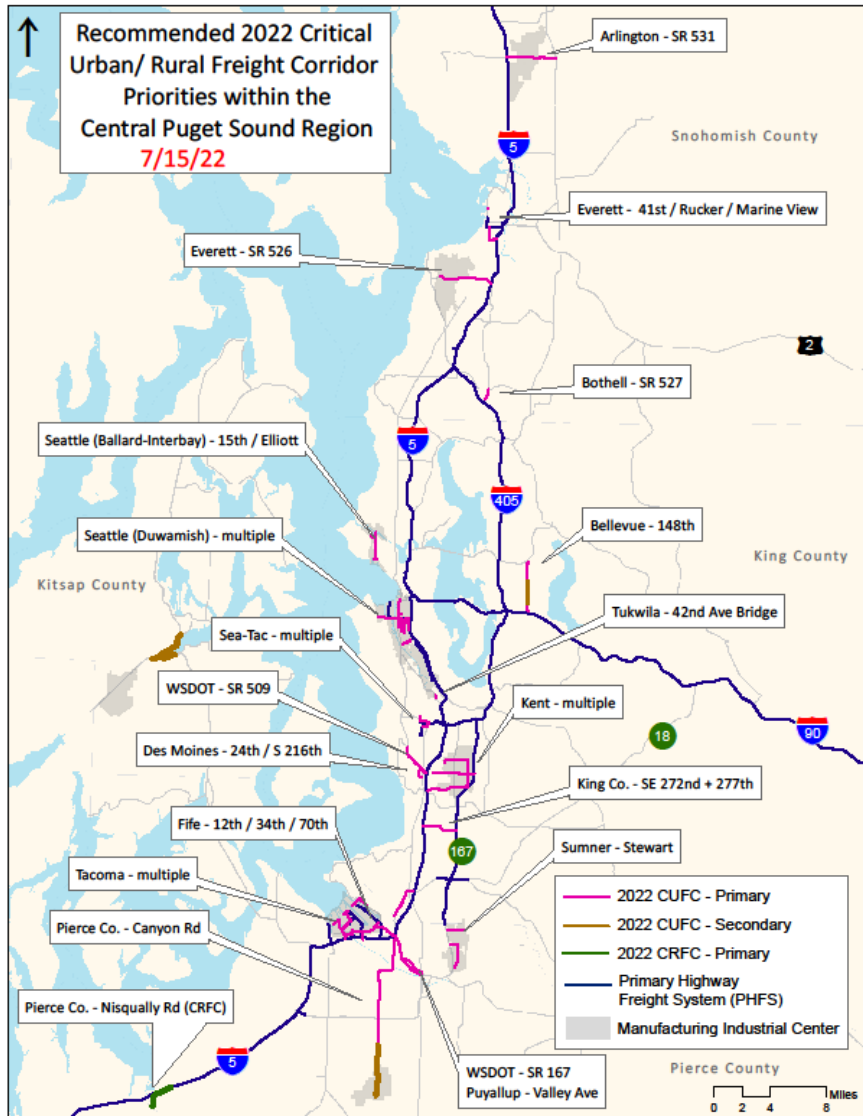 Recommended 2022 Critical
Urban/ Rural Freight Corridor
Priorities within the
Central Puget Sound Region
7/15/22
Arlington - SR 531
Snohomish County
5
Everett - 41st / Rucker / Marine View
Everett - SR 526
2
Bothell - SR 527
Seattle (Ballard-Interbay) - 15th / Elliott
5
405
Bellevue - 148th
Seattle (Duwamish) - multiple
King County
Kitsap County
Tukwila - 42nd Ave Bridge
Sea-Tac - multiple
WSDOT - SR 509
Kent - multiple
18
90
Des Moines - 24th / S 216th
King Co. - SE 272nd + 277th
Fife - 12th / 34th / 70th
167
Sumner - Stewart
Tacoma - multiple
Pierce Co. - Canyon Rd
2022 CUFC - Primary
2022 CUFC - Secondary
2022 CRFC - Primary
Primary Highway
Freight System (PHFS)
Manufacturing Industrial Center
Pierce Co. - Nisqually Rd (CRFC)
5
WSDOT - SR 167
Puyallup - Valley Ave
Pierce County
0 2 4 8 Miles